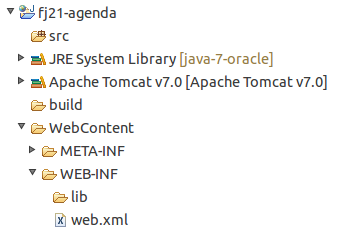 fj21-agenda
src
JRE System Library [java-7-oracle]
Apache Tomcat v7.0 [Apache Tomcat v7.0]
build
WebContent
META-INF
WEB-INF
lib
web.xml